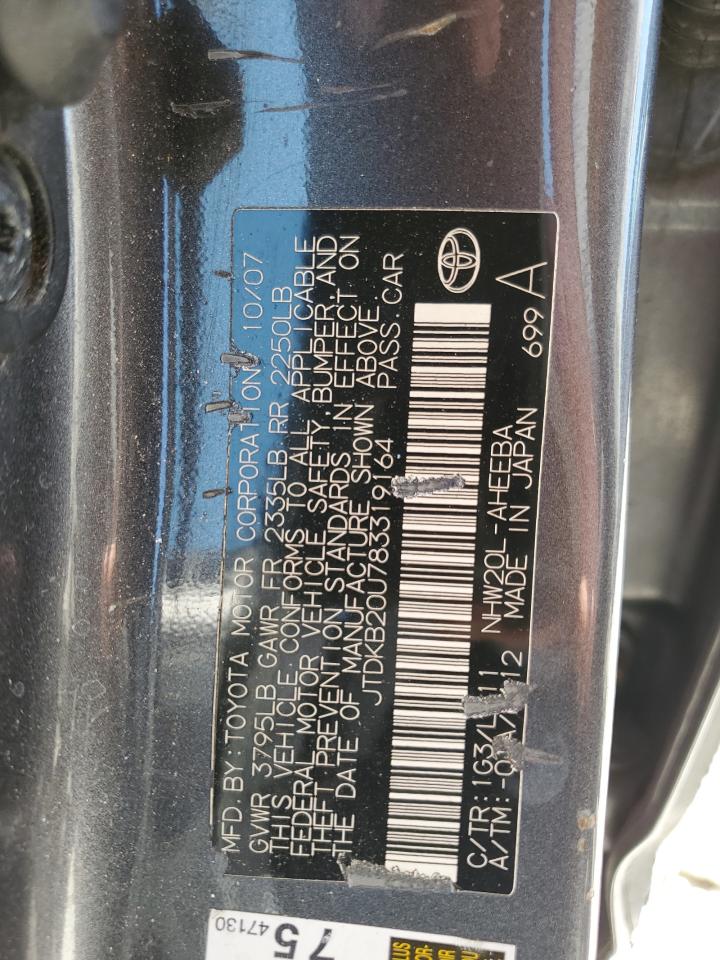 MFD. BY: TOYOTA MOTOR CORPORATION 10/07
GVWR 3795LB GAWR FR 2335LB RR 2250LB
THIS VEHICLE CONFORMS TO ALL APPLICABLE
FEDERAL MOTOR VEHICLE SAFETY, BUMPER, AND
THEFT PREVENTION STANDARDS IN EFFECT ON
THE DATE OF MANUFACTURE SHOWN ABOVE
JTDKB20U783319164 PASS.CAR
C/TR:1G3/ 11 NHW20L-AHEEBA
A/TM:- 12 MADE IN JAPAN
699 A
75
47130
PLUS